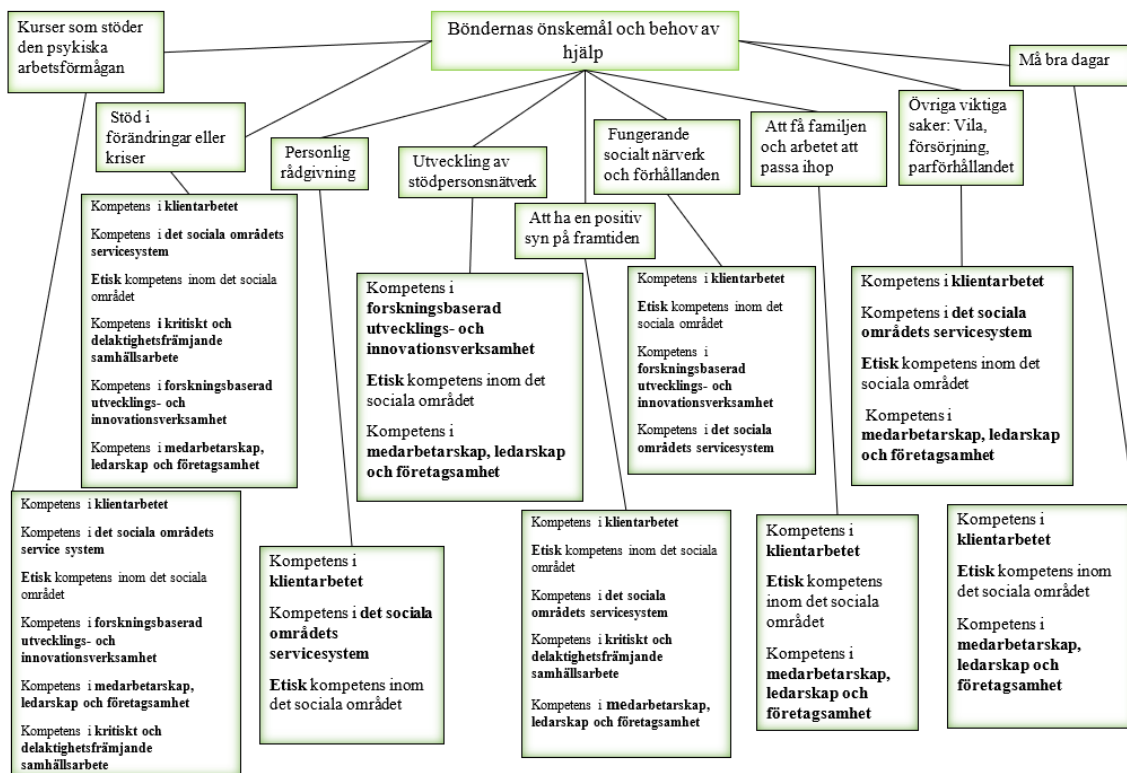 Kurser som stöder
den psykiska
arbetsförmågan
Böndernas önskemål och behov av
hjälp
Må bra dagar
Stöd i
förändringar eller
kriser
Personlig
rådgivning
Utveckling av
stödpersonsnätverk
Att ha en positiv
syn på framtiden
Fungerande
socialt närverk
och förhållanden
Att få familjen
och arbetet att
passa ihop
Övriga viktiga
saker: Vila,
försörjning,
parförhållandet
Kompetens i klientarbetet
Kompetens i det sociala områdets
servicesystem
Etisk kompetens inom det sociala
området
Kompetens i kritiskt och
delaktighetsfrämjande
samhällsarbete
Kompetens i forskningsbaserad
utvecklings- och
innovationsverksamhet
Kompetens i medarbetarskap,
ledarskap och företagsamhet
Kompetens i
forskningsbaserad
utvecklings- och
innovationsverksamhet
Etisk kompetens inom det
sociala området
Kompetens i
medarbetarskap, ledarskap
och företagsamhet
Kompetens i klientarbetet
Etisk kompetens inom det
sociala området
Kompetens i
forskningsbaserad
utvecklings- och
innovationsverksamhet
Kompetens i det sociala
områdets servicesystem
Kompetens i klientarbetet
Kompetens i det sociala
områdets servicesystem
Etisk kompetens inom det
sociala området
Kompetens i
medarbetarskap, ledarskap
och företagsamhet
Kompetens i klientarbetet
Kompetens i det sociala områdets
service system
Etisk kompetens inom det sociala
området
Kompetens i forskningsbaserad
utvecklings- och
innovationsverksamhet
Kompetens i medarbetarskap,
ledarskap och företagsamhet
Kompetens i kritiskt och
delaktighetsfrämjande
samhällsarbete
Kompetens i
klientarbetet
Kompetens i det sociala
områdets
servicesystem
Etisk kompetens inom
det sociala området
Kompetens i klientarbetet
Etisk kompetens inom det sociala
området
Kompetens i det sociala
områdets servicesystem
Kompetens i kritiskt och
delaktighetsfrämjande
samhällsarbete
Kompetens i medarbetarskap,
ledarskap och företagsamhet
Kompetens i
klientarbetet
Etisk kompetens
inom det sociala
området
Kompetens i
medarbetarskap,
ledarskap och
företagsamhet
Kompetens i
klientarbetet
Etisk kompetens inom
det sociala området
Kompetens i
medarbetarskap,
ledarskap och
företagsamhet